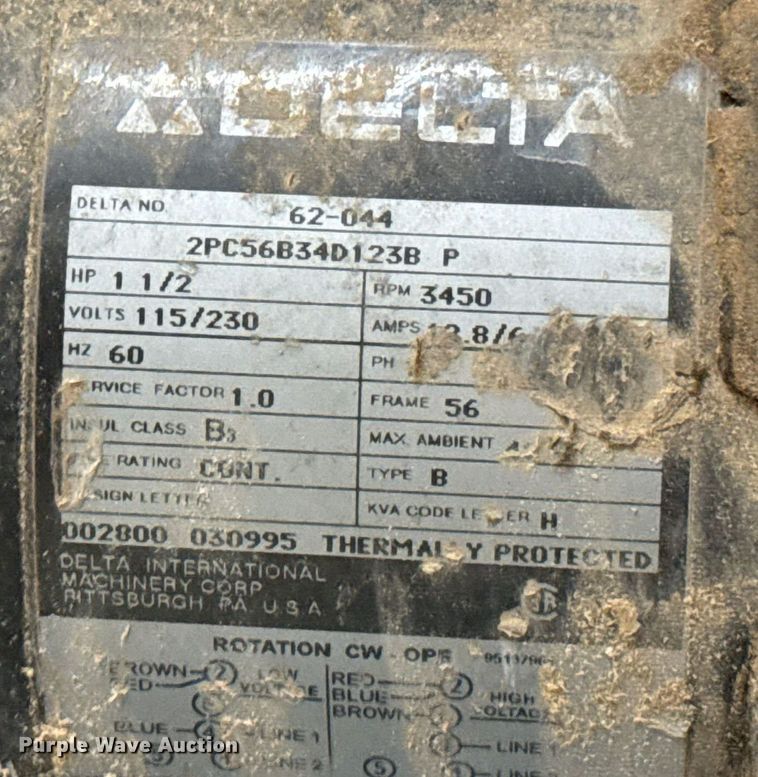 DELTA
DELTA NO. 62-044
2PC56B34D123B P
HP 1 1/2 RPM 3450
VOLTS 115/230 AMPS
HZ 60 PH
SERVICE FACTOR 1.0 FRAME 56
INSUL CLASS B3 MAX. AMBIENT
RATING CONT. TYPE B
DESIGN LETTER KVA CODE LETTER H
002800 030995 THERMALLY PROTECTED
DELTA INTERNATIONAL
MACHINERY CORP
PITTSBURGH PA U.S.A
ROTATION CW - OPE
BROWN 2 LOW RED 2
RED VOLTAGE BLUE HIGH
BROWN VOLTAGE
BLUE LINE 1 LINE 1
LINE 2 5
Purple Wave Auction